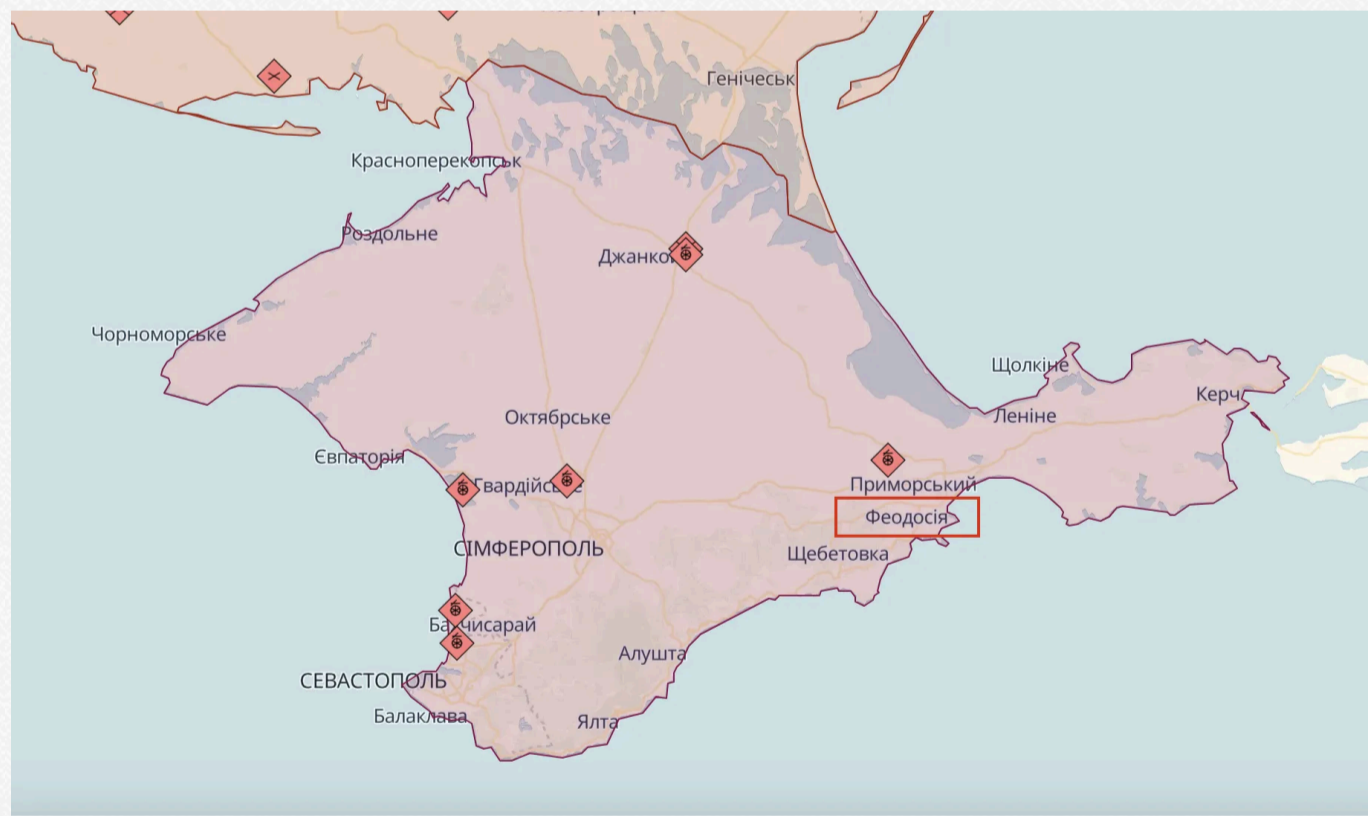 Генічеськ
Красноперекопськ
Роздольне
Джанко
Чорноморське
Щолкіне
Керч
Октябрське
Леніне
Євпаторія
Гвардійське
Приморський
Феодосія
СІМФЕРОПОЛЬ
Щебетовка
Бахчисарай
Алушта
СЕВАСТОПОЛЬ
Балаклава
Ялта